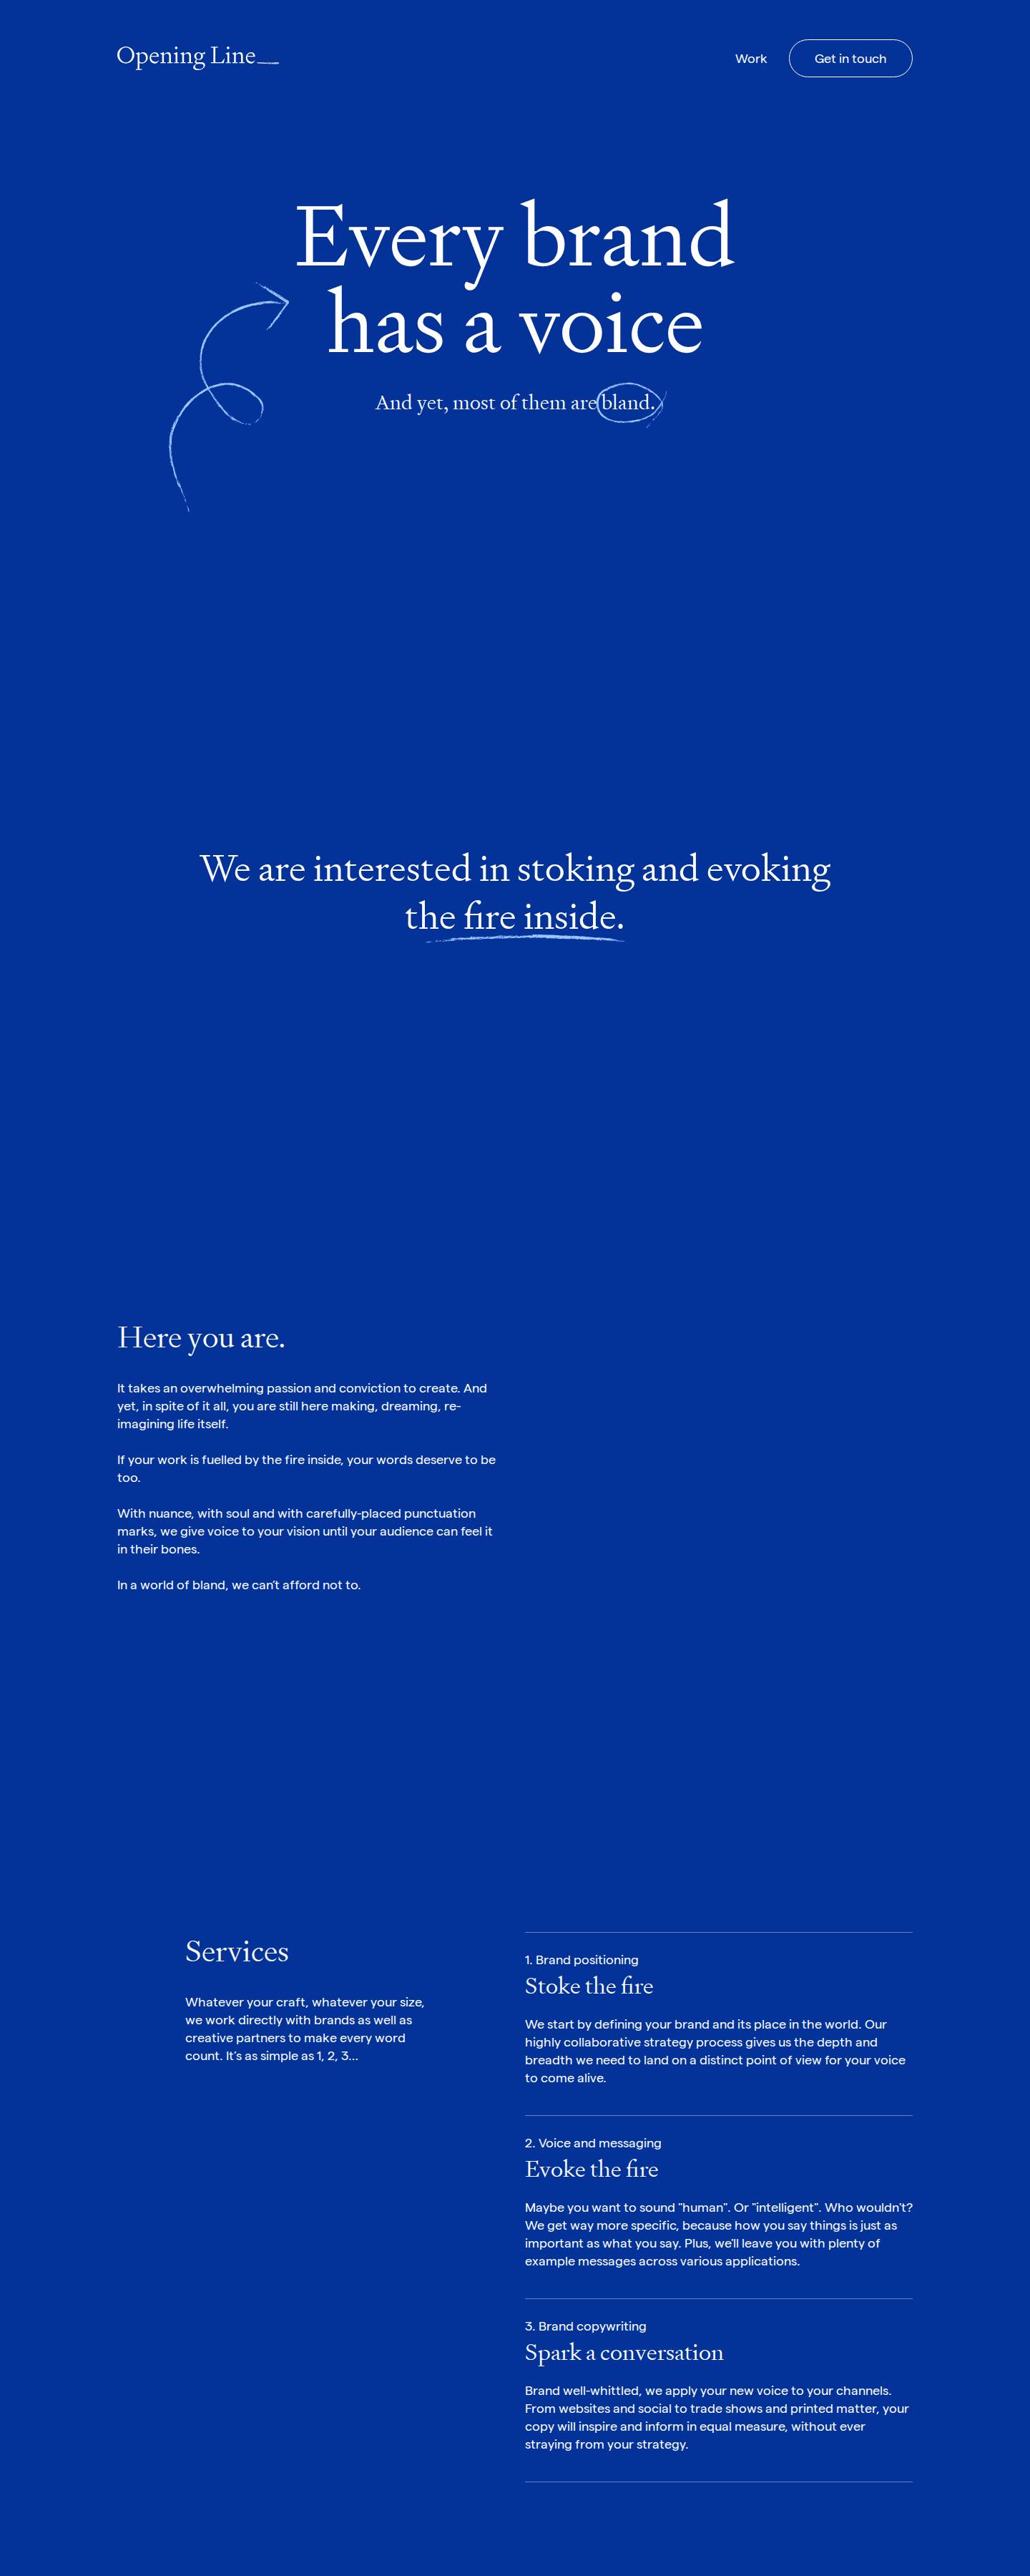 Opening Line
Work
Get in touch
Every brand
has a voice
And yet, most of them are bland.
We are interested in stoking and evoking
the fire inside.
Here you are.
It takes an overwhelming passion and conviction to create. And
yet, in spite of it all, you are still here making, dreaming, re-
imagining life itself.
If your work is fuelled by the fire inside, your words deserve to be
too.
With nuance, with soul and with carefully-placed punctuation
marks, we give voice to your vision until your audience can feel it
in their bones.
In a world of bland, we can't afford not to.
Services
Whatever your craft, whatever your size,
we work directly with brands as well as
creative partners to make every word
count. It's as simple as 1, 2, 3...
1. Brand positioning
Stoke the fire
We start by defining your brand and its place in the world. Our
highly collaborative strategy process gives us the depth and
breadth we need to land on a distinct point of view for your voice
to come alive.
2. Voice and messaging
Evoke the fire
Maybe you want to sound "human". Or "intelligent". Who wouldn't?
We get way more specific, because how you say things is just as
important as what you say. Plus, we'll leave you with plenty of
example messages across various applications.
3. Brand copywriting
Spark a conversation
Brand well-whittled, we apply your new voice to your channels.
From websites and social to trade shows and printed matter, your
copy will inspire and inform in equal measure, without ever
straying from your strategy.